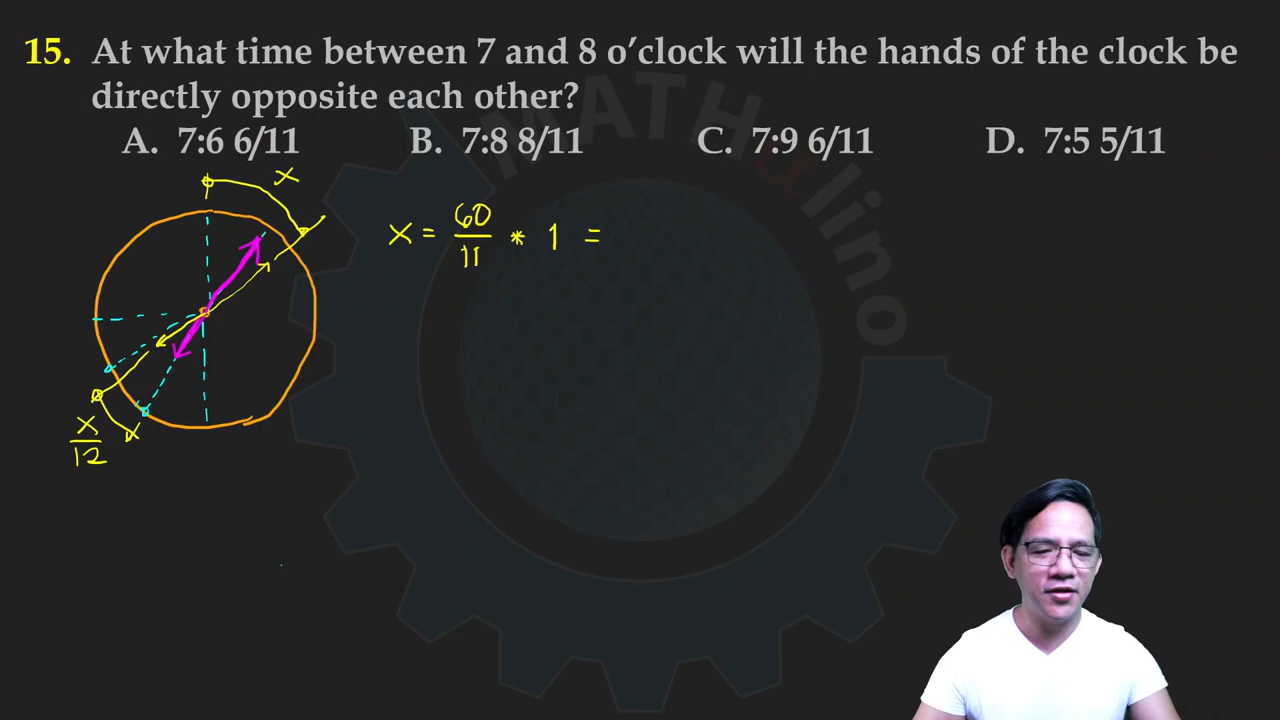 15. At what time between 7 and 8 o’clock will the hands of the clock be
directly opposite each other?
A. 7:6 6/11 B. 7:8 8/11 C. 7:9 6/11 D. 7:5 5/11
MATHalino
x
x = 60/11 * 1 =
x/12